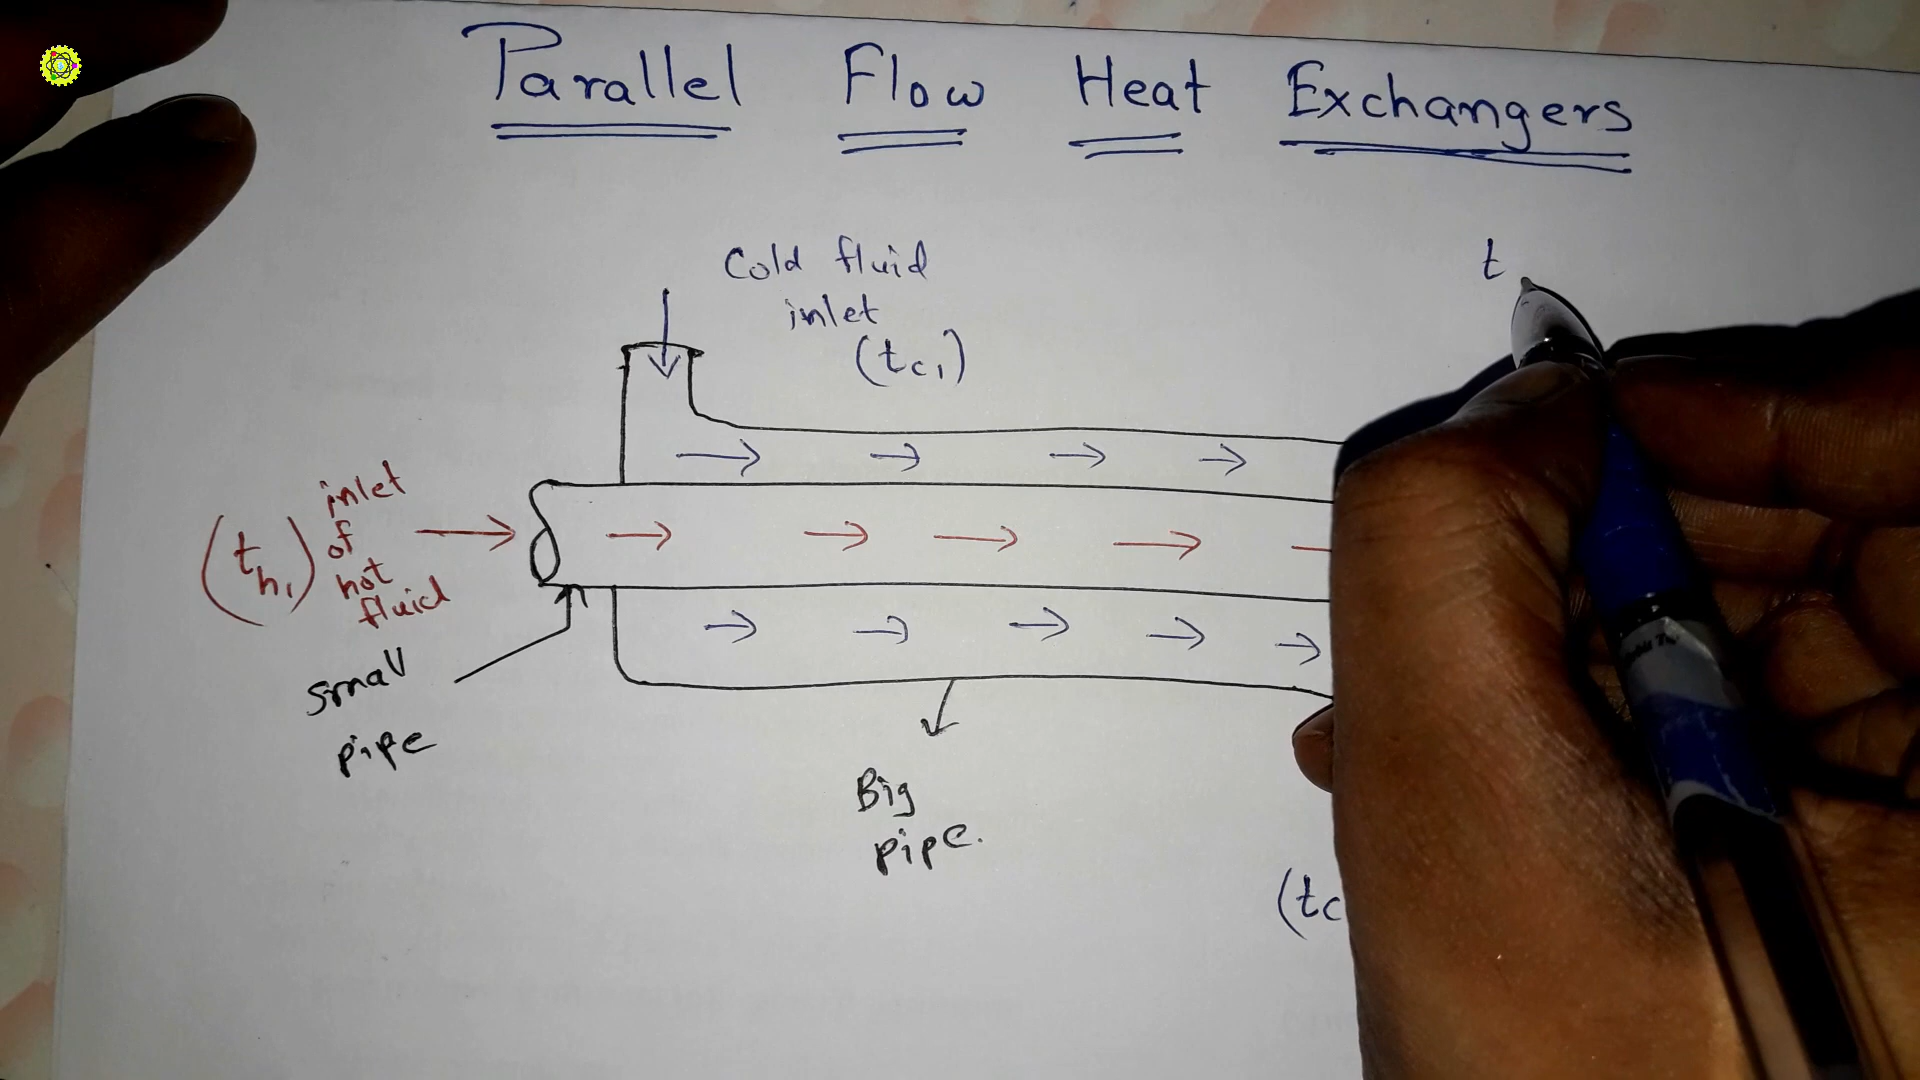 Parallel Flow Heat Exchangers
Cold fluid
inlet
(tc1)
t
(th1)
inlet
of
hot
fluid
small
pipe
Big
pipe.
(tc